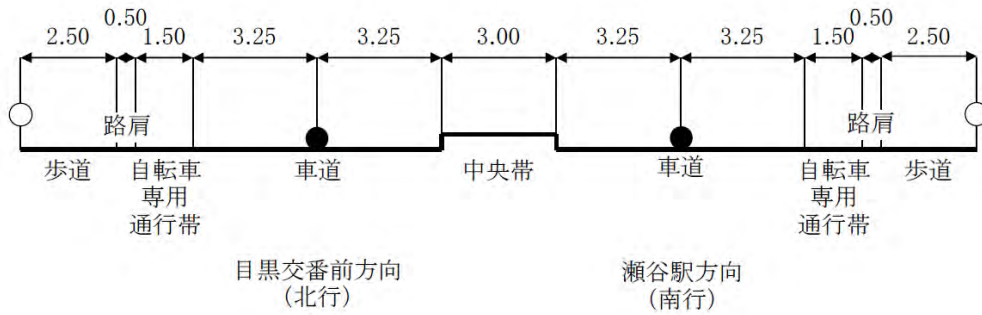 0.50 0.50
2.50 1.50 3.25 3.25 3.00 3.25 3.25 1.50 2.50
路肩 路肩
歩道 自転車専用通行帯 車道 中央帯 車道 自転車専用通行帯 歩道
目黒交番前方向
（北行）
瀬谷駅方向
（南行）